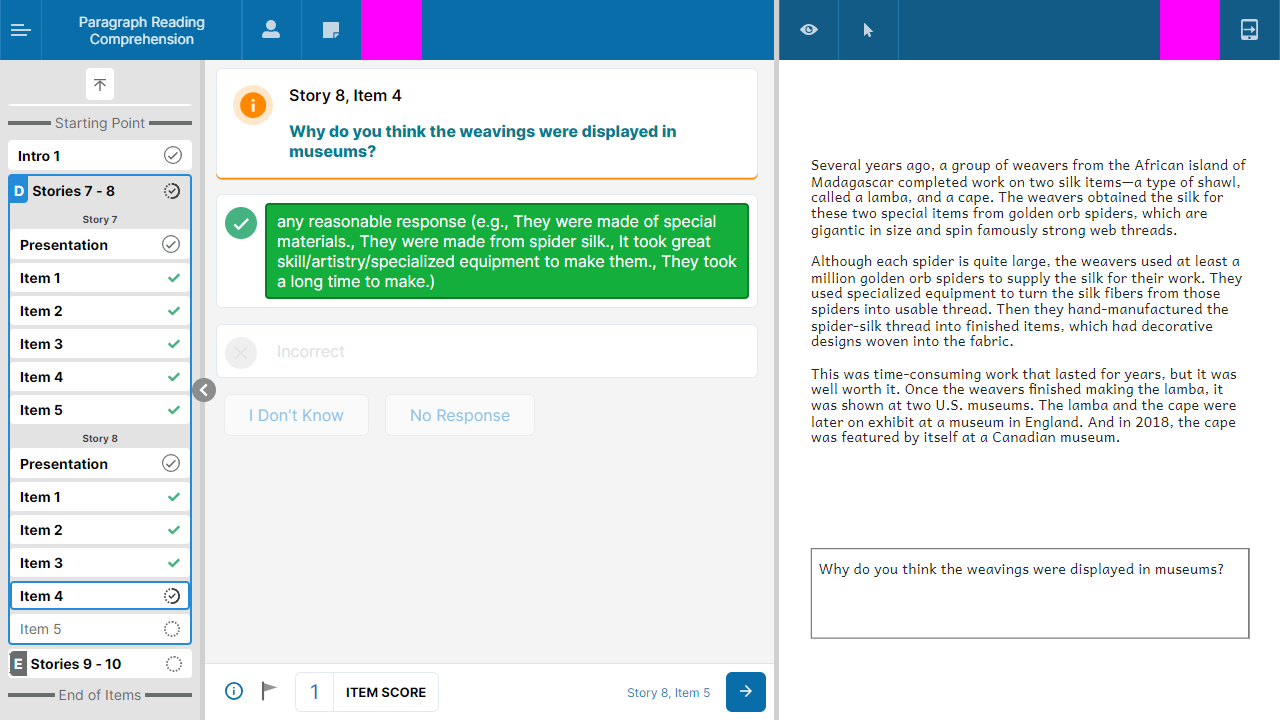 Paragraph Reading
Comprehension
Starting Point
Intro 1
D Stories 7 - 8
Story 7
Presentation
Item 1
Item 2
Item 3
Item 4
Item 5
Story 8
Presentation
Item 1
Item 2
Item 3
Item 4
Item 5
E Stories 9 - 10
End of Items
Story 8, Item 4
Why do you think the weavings were displayed in
museums?
any reasonable response (e.g., They were made of special
materials., They were made from spider silk., It took great
skill/artistry/specialized equipment to make them., They took
a long time to make.)
Incorrect
I Don't Know
No Response
1 ITEM SCORE
Story 8, Item 5
Several years ago, a group of weavers from the African island of
Madagascar completed work on two silk items—a type of shawl,
called a lamba, and a cape. The weavers obtained the silk for
these two special items from golden orb spiders, which are
gigantic in size and spin famously strong web threads.
Although each spider is quite large, the weavers used at least a
million golden orb spiders to supply the silk for their work. They
used specialized equipment to turn the silk fibers from those
spiders into usable thread. Then they hand-manufactured the
spider-silk thread into finished items, which had decorative
designs woven into the fabric.
This was time-consuming work that lasted for years, but it was
well worth it. Once the weavers finished making the lamba, it
was shown at two U.S. museums. The lamba and the cape were
later on exhibit at a museum in England. And in 2018, the cape
was featured by itself at a Canadian museum.
Why do you think the weavings were displayed in museums?